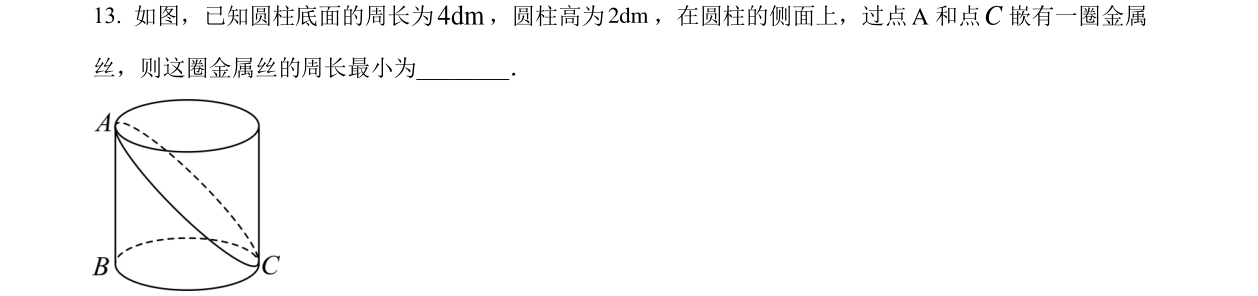 13. 如图，已知圆柱底面的周长为4dm，圆柱高为2dm，在圆柱的侧面上，过点A和点C嵌有一圈金属
丝，则这圈金属丝的周长最小为________．
A
B
C